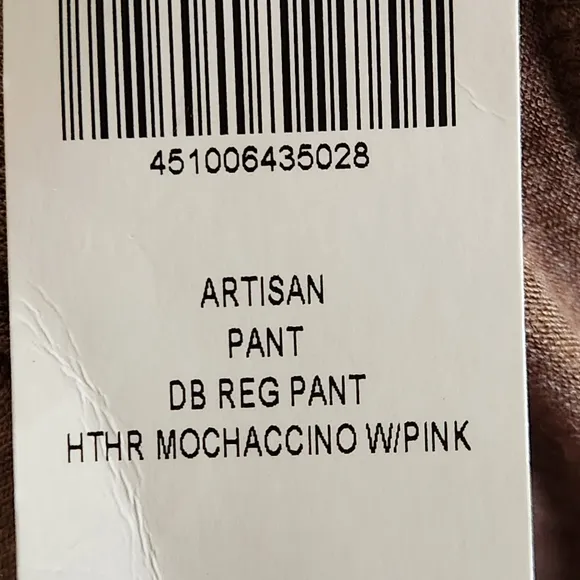 451006435028
ARTISAN
PANT
DB REG PANT
HTHR MOCHACCINO W/PINK